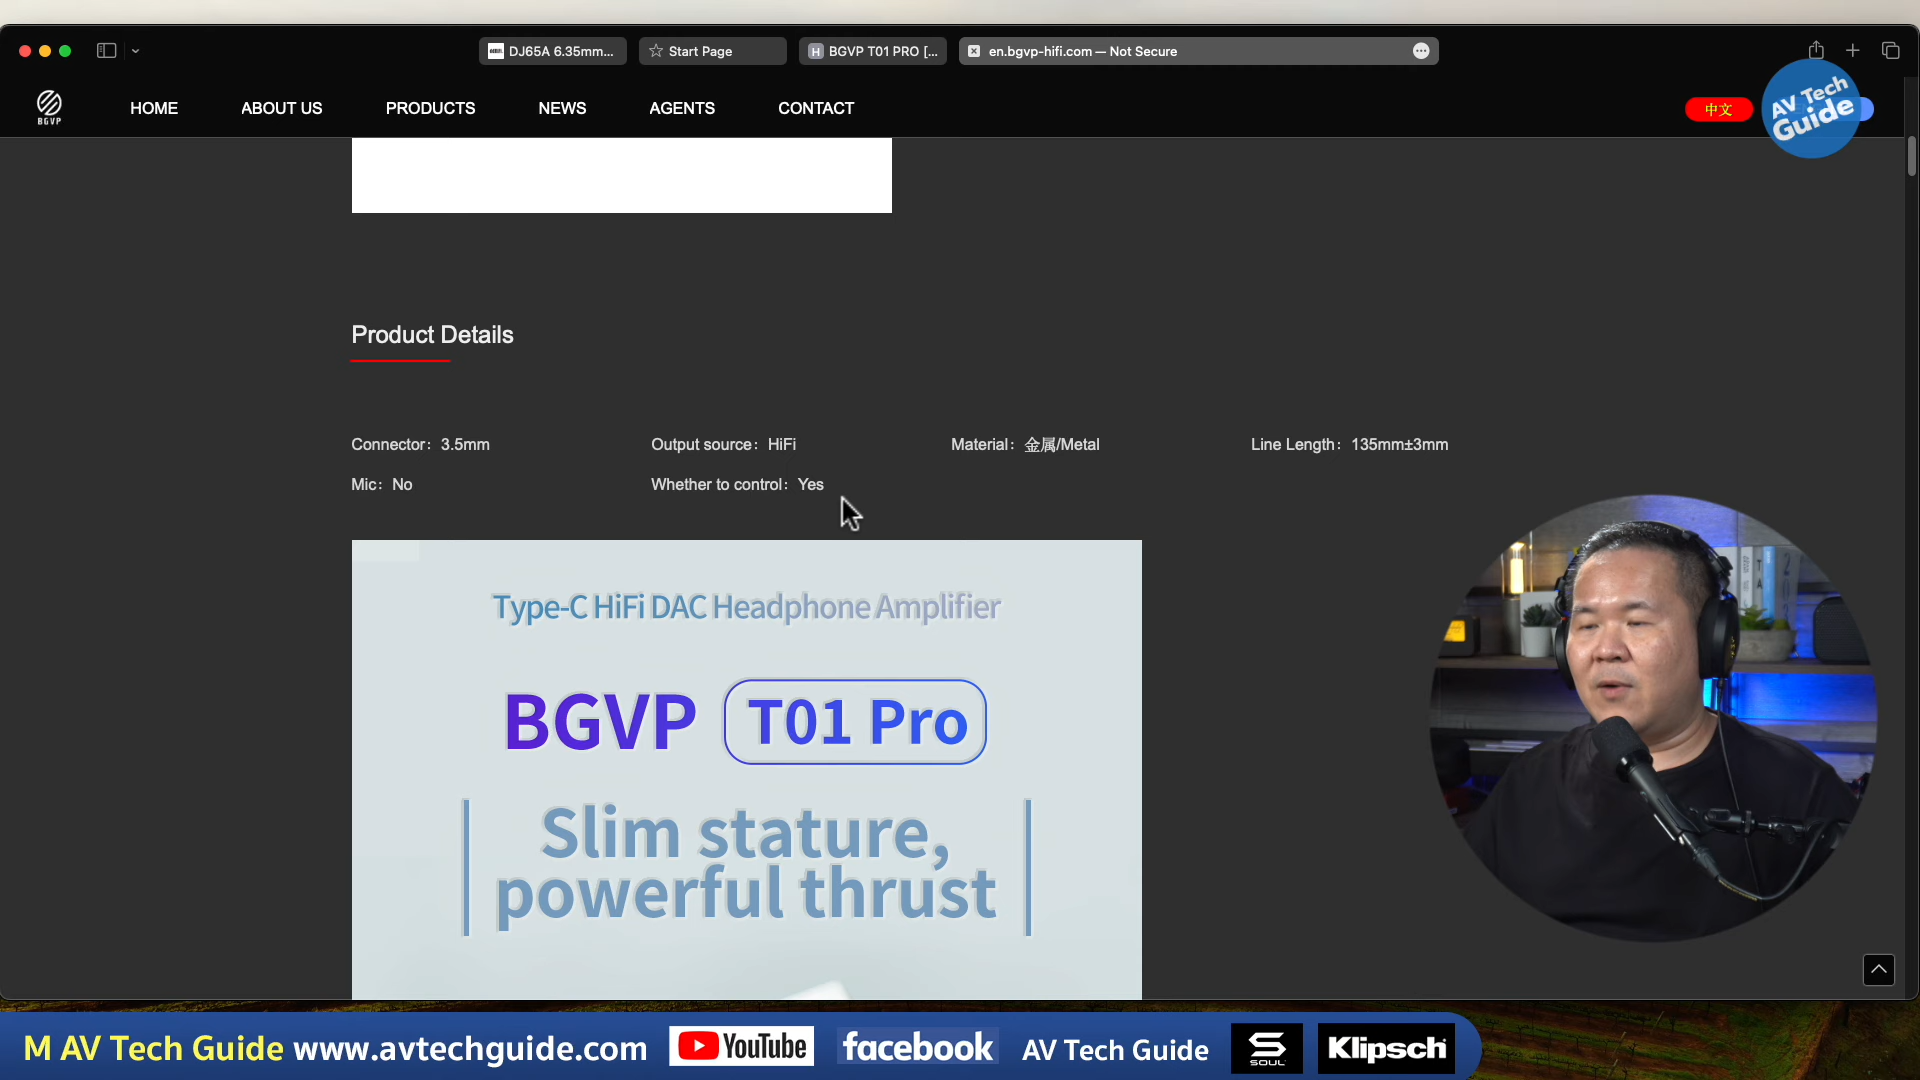 DJ65A 6.35mm...
Start Page
H BGVP T01 PRO [...
en.bgvp-hifi.com — Not Secure
BGVP
HOME
ABOUT US
PRODUCTS
NEWS
AGENTS
CONTACT
中文
AV Tech
Guide
Product Details
Connector: 3.5mm
Output source: HiFi
Material: 金属/Metal
Line Length: 135mm±3mm
Mic: No
Whether to control: Yes
Type-C HiFi DAC Headphone Amplifier
BGVP T01 Pro
Slim stature,
powerful thrust
M AV Tech Guide www.avtechguide.com YouTube facebook AV Tech Guide S SOUL Klipsch